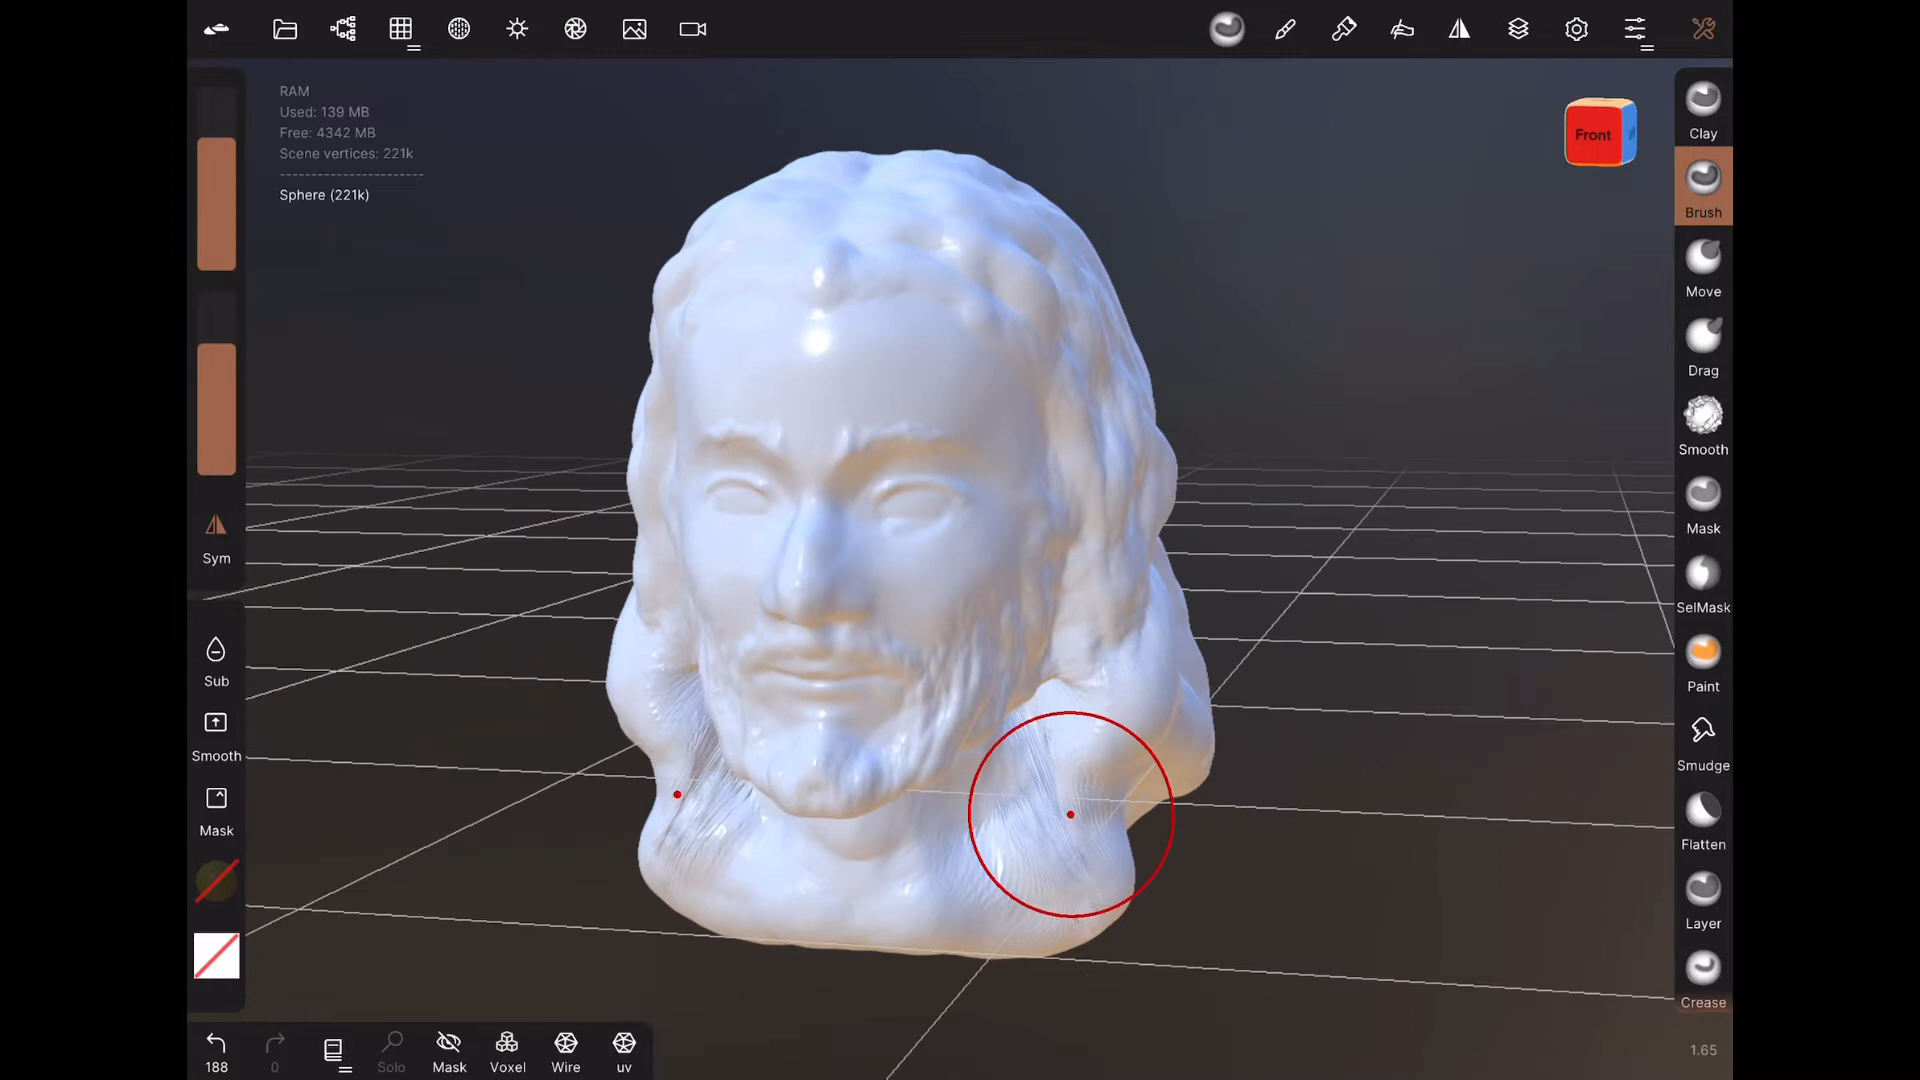 RAM
Used: 139 MB
Free: 4342 MB
Scene vertices: 221k
------------------------
Sphere (221k)
Front
Clay
Brush
Move
Drag
Smooth
Mask
SelMask
Paint
Smudge
Flatten
Layer
Crease
Sym
Sub
Smooth
Mask
188
0
Solo
Mask
Voxel
Wire
uv
1.65